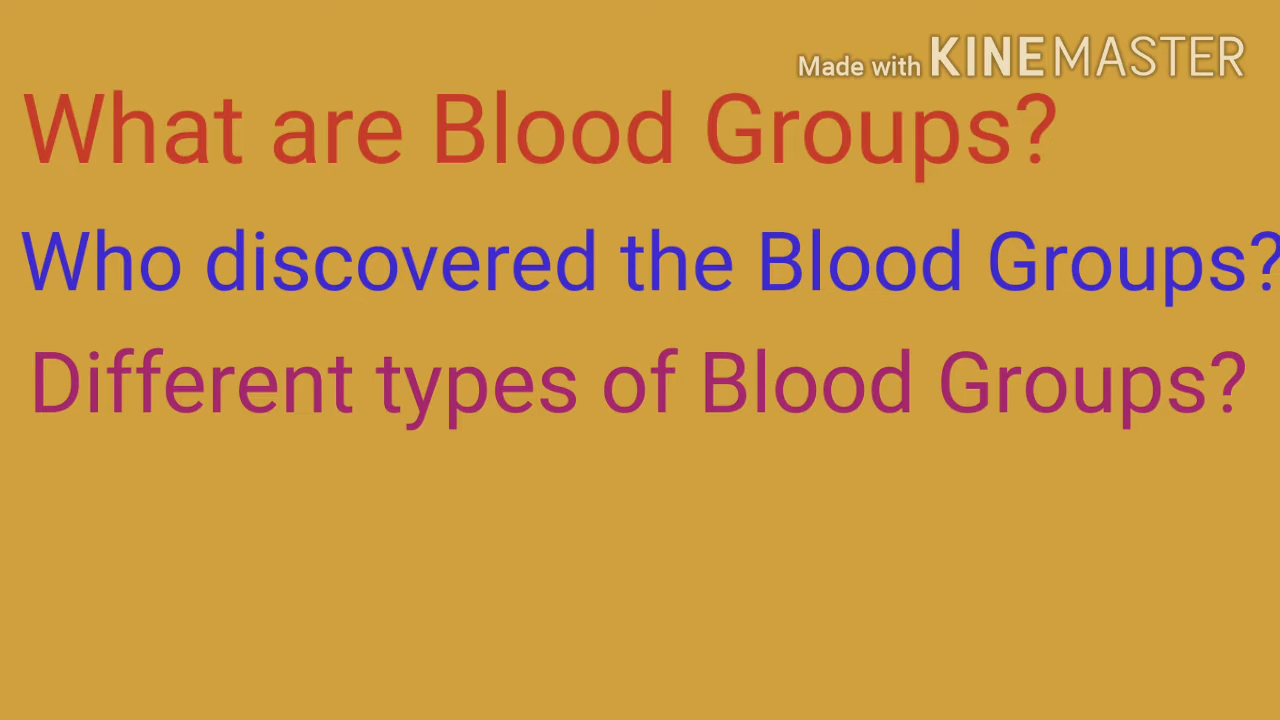 Made with KINEMASTER
What are Blood Groups?
Who discovered the Blood Groups?
Different types of Blood Groups?